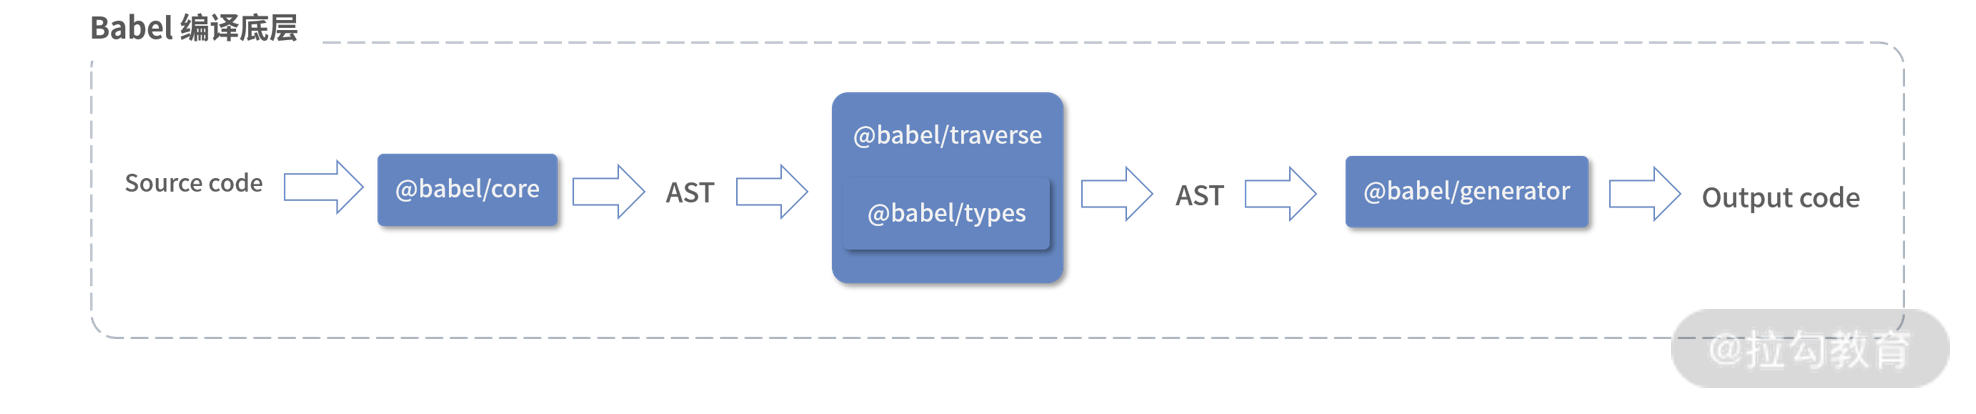 Babel 编译底层
Source code
@babel/core
AST
@babel/traverse
@babel/types
AST
@babel/generator
Output code
@拉勾教育